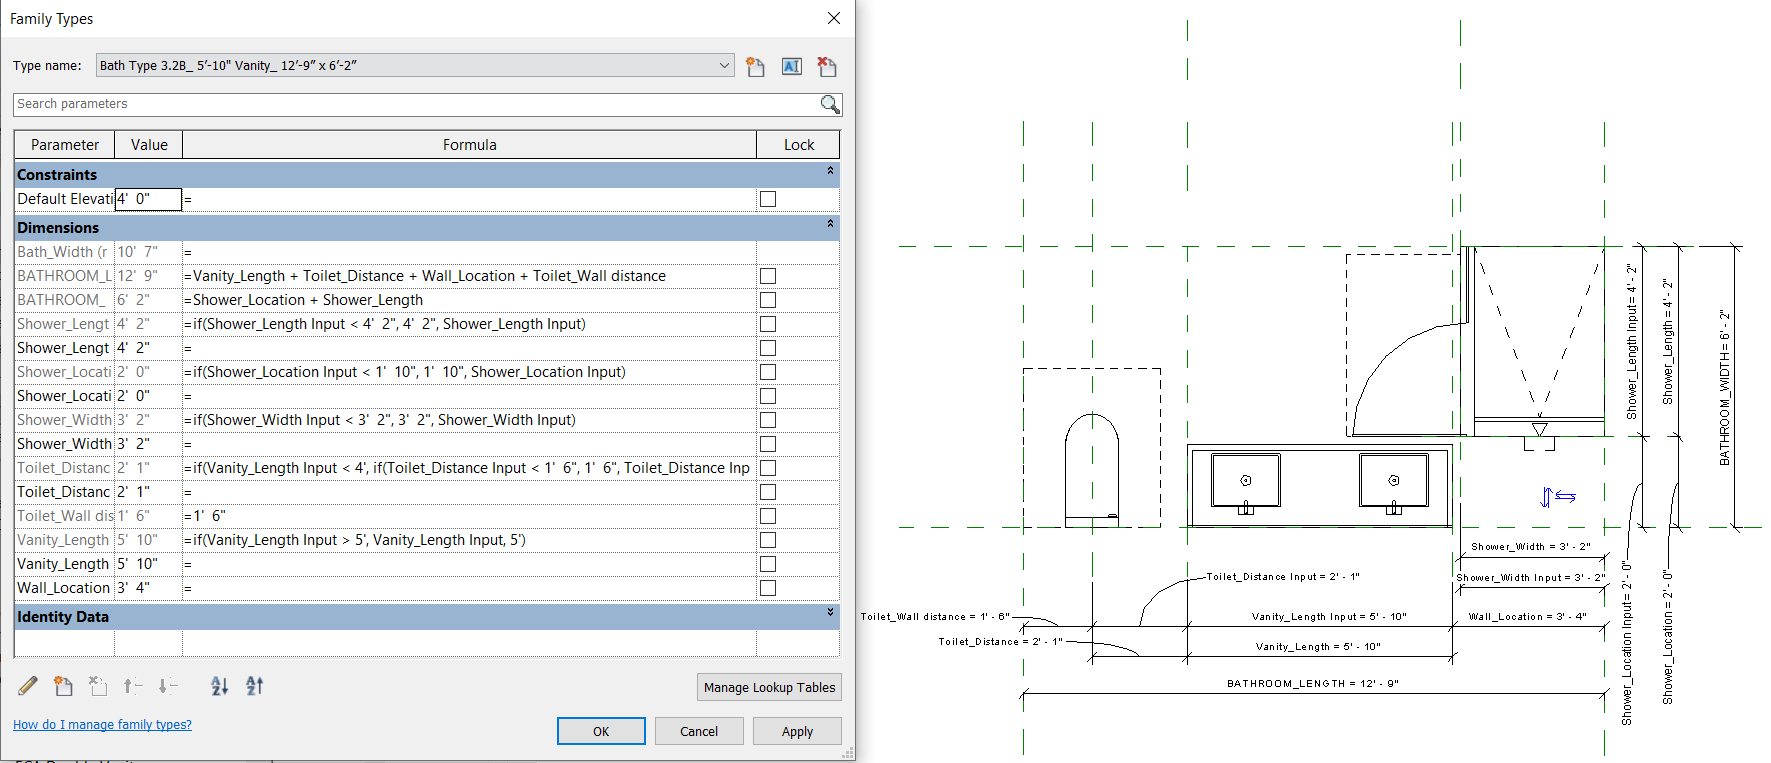 Family Types
Type name:
Bath Type 3.2B_ 5'-10" Vanity_ 12'-9" x 6'-2"
Search parameters
Parameter Value Formula Lock
Constraints
Default Elevati 4' 0" =
Dimensions
Bath_Width (r 10' 7" =
BATHROOM_L 12' 9" =Vanity_Length + Toilet_Distance + Wall_Location + Toilet_Wall distance
BATHROOM_ 6' 2" =Shower_Location + Shower_Length
Shower_Lengt 4' 2" =if(Shower_Length Input < 4' 2", 4' 2", Shower_Length Input)
Shower_Lengt 4' 2" =
Shower_Locati 2' 0" =if(Shower_Location Input < 1' 10", 1' 10", Shower_Location Input)
Shower_Locati 2' 0" =
Shower_Width 3' 2" =if(Shower_Width Input < 3' 2", 3' 2", Shower_Width Input)
Shower_Width 3' 2" =
Toilet_Distanc 2' 1" =if(Vanity_Length Input < 4', if(Toilet_Distance Input < 1' 6", 1' 6", Toilet_Distance Inp
Toilet_Distanc 2' 1" =
Toilet_Wall dis 1' 6" =1' 6"
Vanity_Length 5' 10" =if(Vanity_Length Input > 5', Vanity_Length Input, 5')
Vanity_Length 5' 10" =
Wall_Location 3' 4" =
Identity Data
Manage Lookup Tables
How do I manage family types?
OK Cancel Apply
Shower_Length Input = 4' - 2"
Shower_Length = 4' - 2"
BATHROOM_WIDTH = 6' - 2"
Shower_Width = 3' - 2"
Toilet_Distance Input = 2' - 1"
Shower_Width Input = 3' - 2"
Toilet_Wall distance = 1' - 6"
Vanity_Length Input = 5' - 10"
Wall_Location = 3' - 4"
Toilet_Distance = 2' - 1"
Vanity_Length = 5' - 10"
Shower_Location Input = 2' - 0"
Shower_Location = 2' - 0"
BATHROOM_LENGTH = 12' - 9"